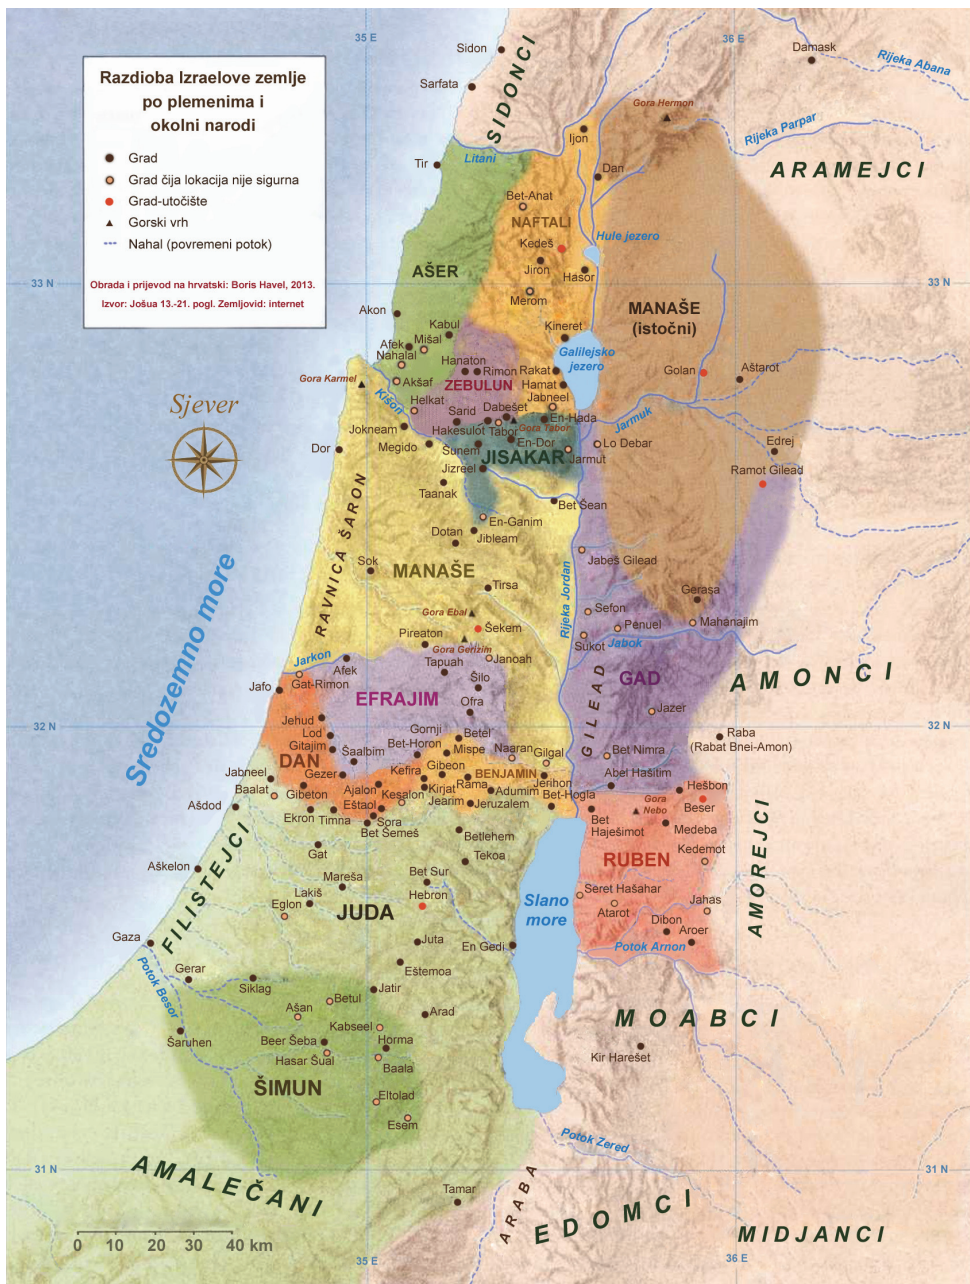 35 E
36 E
Razdioba Izraelove zemlje
po plemenima i
okolni narodi
Grad
Grad čija lokacija nije sigurna
Grad-utočište
Gorski vrh
Nahal (povremeni potok)
Obrada i prijevod na hrvatski: Boris Havel, 2013.
Izvor: Jošua 13.-21. pogl. Zemljovid: internet
Sidon
Damask
Rijeka Abana
Sarfata
SIDONCI
Gora Hermon
Rijeka Parpar
Ijon
Litani
Tir
Dan
ARAMEJCI
Bet-Anat
NAFTALI
Kedeš
Hule jezero
Jiron
Hasor
AŠER
33 N
33 N
Merom
MANAŠE
(istočni)
Akon
Kabul
Kineret
Mišal
Afek
Nahalal
Galilejsko
jezero
Hanaton
Rimon
Rakat
Golan
Aštarot
Gora Karmel
Akšaf
ZEBULUN
Hamat
Kišon
Jabneel
Helkat
Sarid
Dabešet
En-Hada
Jarmuk
Sjever
Jokneam
Hakesulot
Tabor
Gora Tabor
Dor
Megido
Šunem
En-Dor
Lo Debar
Edrej
JISAKAR
Jarmut
Jizreel
Ramot Gilead
Taanak
Bet Šean
RAVNICA ŠARON
En-Ganim
Dotan
Jibleam
Sok
MANAŠE
Jabeš Gilead
Tirsa
Rijeka Jordan
Gerasa
Gora Ebal
Sefon
Šekem
Penuel
Mahanajim
Pireaton
Gora Gerizim
Sukot
Jabok
Sredozemno more
Jarkon
Afek
Tapuah
Janoah
Gat-Rimon
GILEAD
GAD
AMONCI
Jafo
EFRAJIM
Šilo
Ofra
Jazer
32 N
32 N
Jehud
Lod
Gornji
Bet-Horon
Betel
Raba
(Rabat Bnei-Amon)
Gitajim
Šaalbim
Mispe
Naaran
Gilgal
Bet Nimra
DAN
Jabneel
Gezer
Kefira
Gibeon
BENJAMIN
Abel Hašitim
Baalat
Gibeton
Ajalon
Kirjat
Jearim
Rama
Adumim
Jerihon
Hešbon
Ašdod
Eštaol
Kesalon
Jeruzalem
Bet-Hogla
Gora
Nebo
Beser
Ekron
Timna
Sora
Bet
Haješimot
Medeba
Bet Šemeš
Betlehem
Gat
Tekoa
RUBEN
Kedemot
AMOREJCI
Aškelon
FILISTEJCI
Mareša
Bet Sur
Lakiš
Hebron
Seret Hašahar
Eglon
JUDA
Slano
more
Atarot
Jahas
Dibon
Aroer
Gaza
Juta
En Gedi
Potok Arnon
Potok Besor
Gerar
Eštemoa
Siklag
Jatir
Betul
Ašan
Arad
MOABCI
Kabseel
Šaruhen
Beer Šeba
Horma
Kir Harešet
Hasar Šual
Baala
ŠIMUN
Eltolad
Esem
Potok Zered
31 N
31 N
AMALEČANI
Tamar
ARABA
EDOMCI
MIDJANCI
0 10 20 30 40 km
35 E
36 E